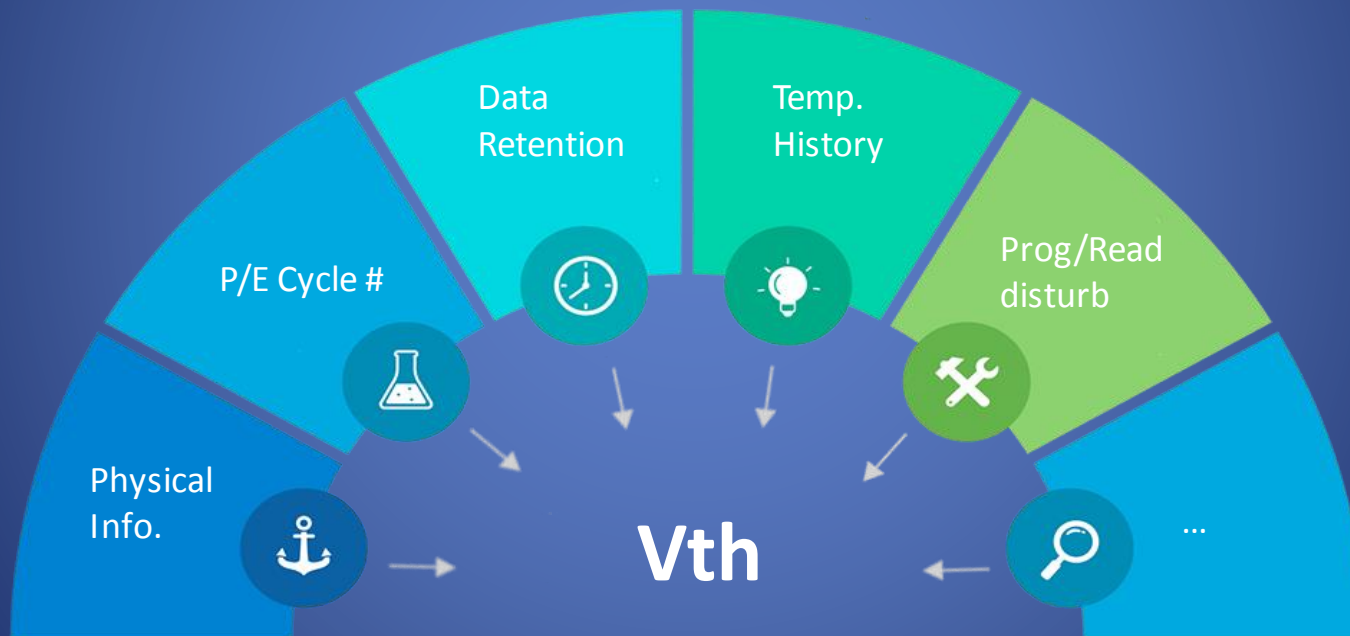 Data
Retention
Temp.
History
P/E Cycle #
Prog/Read
disturb
Physical
Info.
...
Vth